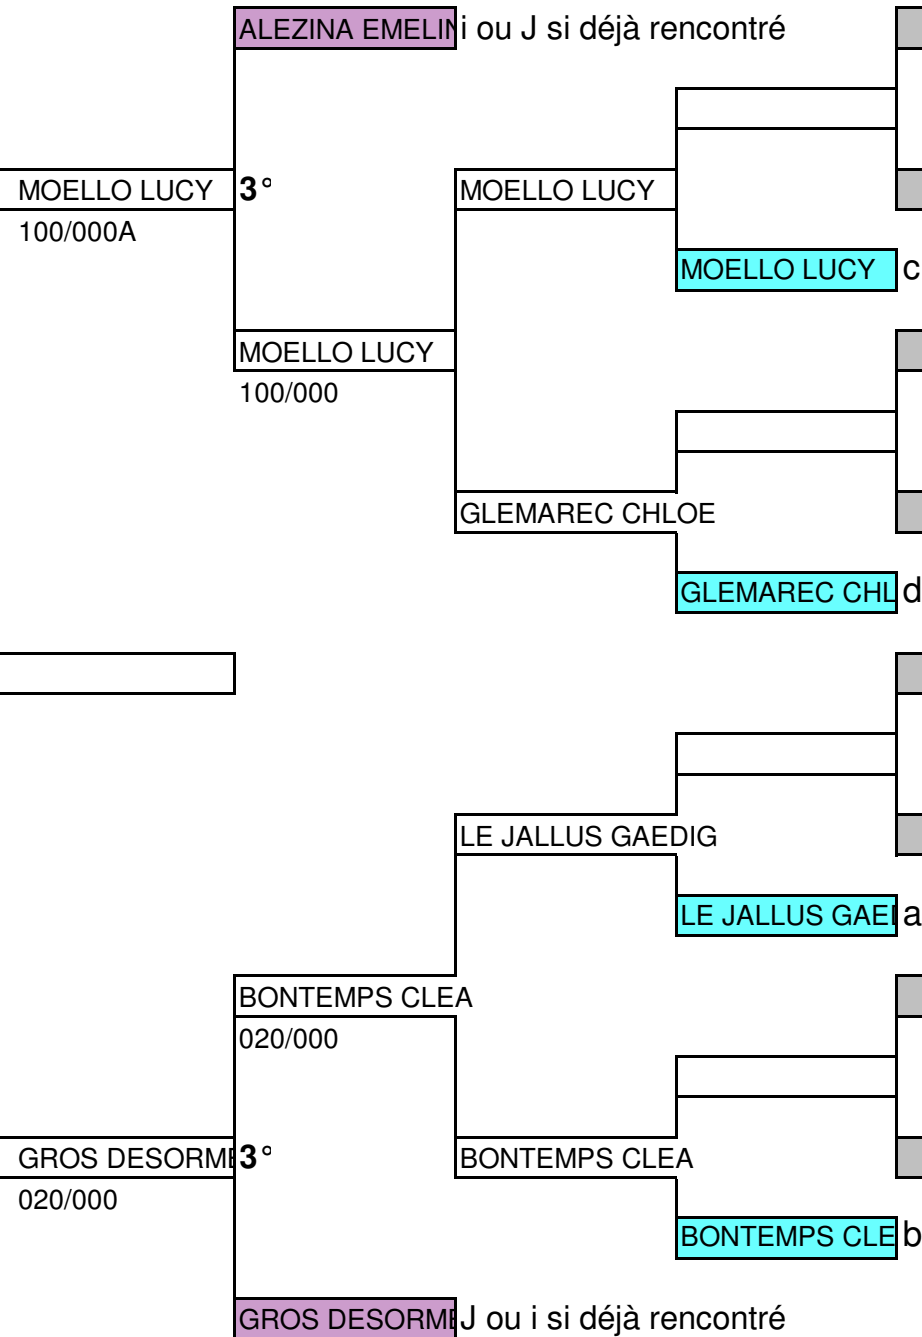 ALEZINA EMELIN i ou J si déjà rencontré
MOELLO LUCY 3° MOELLO LUCY
100/000A
MOELLO LUCY c
MOELLO LUCY
100/000
GLEMAREC CHLOE
GLEMAREC CHL d
LE JALLUS GAEDIG
LE JALLUS GAE a
BONTEMPS CLEA
020/000
GROS DESORME 3° BONTEMPS CLEA
020/000
BONTEMPS CLE b
GROS DESORME J ou i si déjà rencontré